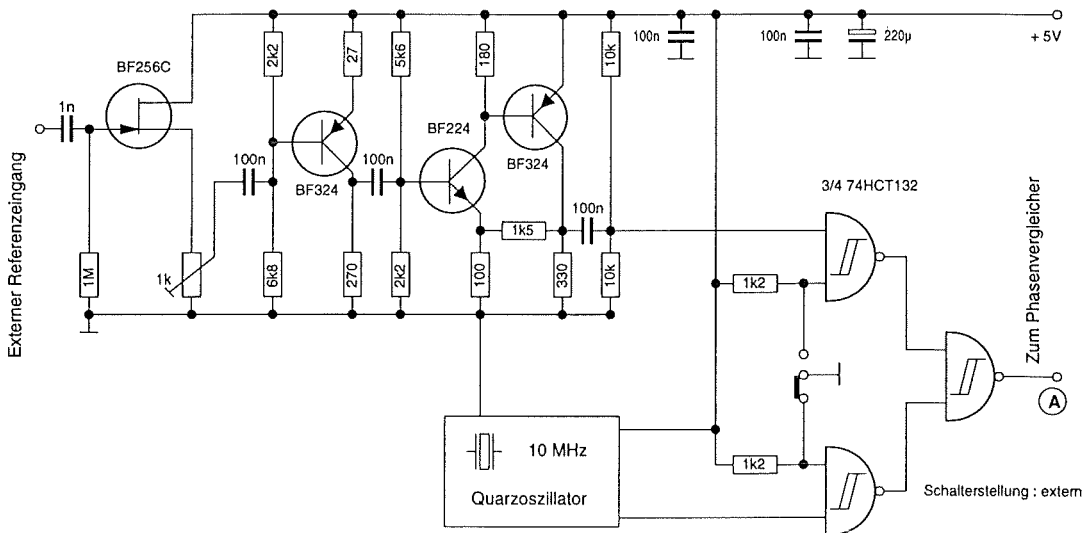 2k2
27
5k6
180
10k
100n
100n
220µ
+ 5V
BF256C
1n
BF224
BF324
BF324
100n
100n
100n
3/4 74HCT132
1k5
1M
1k
6k8
270
2k2
100
330
10k
1k2
Externer Referenzeingang
Zum Phasenvergleicher
A
10 MHz
Quarzoszillator
1k2
Schalterstellung : extern